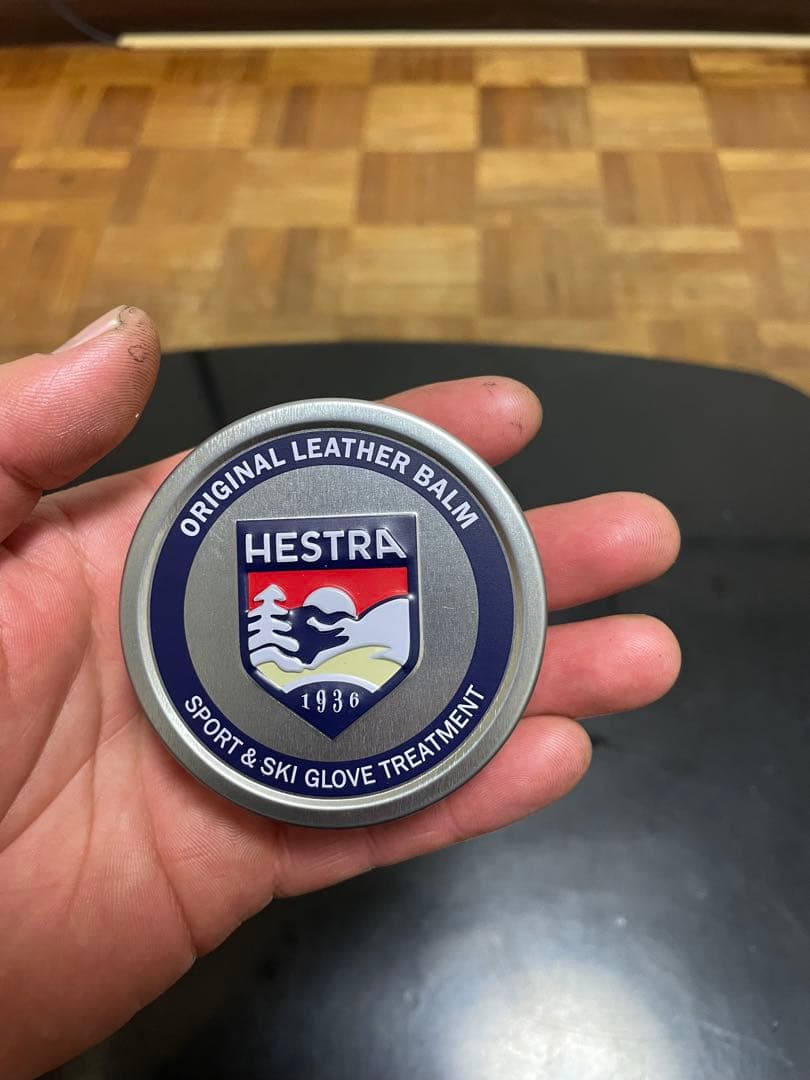 ORIGINAL LEATHER BALM
HESTRA
1936
SPORT & SKI GLOVE TREATMENT